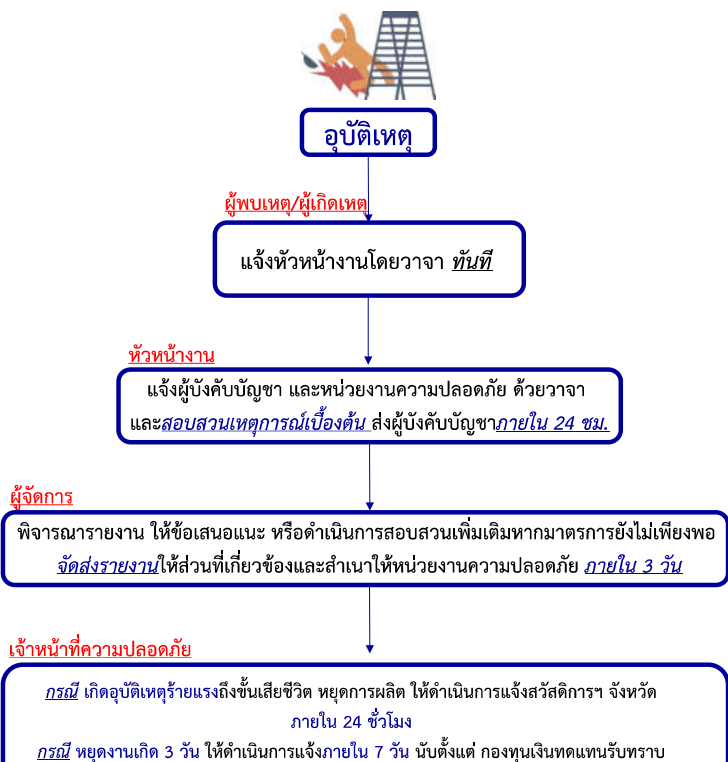 อุบัติเหตุ
ผู้พบเหตุ/ผู้เกิดเหตุ
แจ้งหัวหน้างานโดยวาจา ทันที
หัวหน้างาน
แจ้งผู้บังคับบัญชา และหน่วยงานความปลอดภัย ด้วยวาจา
และสอบสวนเหตุการณ์เบื้องต้น ส่งผู้บังคับบัญชาภายใน 24 ชม.
ผู้จัดการ
พิจารณารายงาน ให้ข้อเสนอแนะ หรือดำเนินการสอบสวนเพิ่มเติมหากมาตรการยังไม่เพียงพอ
จัดส่งรายงานให้ส่วนที่เกี่ยวข้องและสำเนาให้หน่วยงานความปลอดภัย ภายใน 3 วัน
เจ้าหน้าที่ความปลอดภัย
กรณี เกิดอุบัติเหตุร้ายแรงถึงขั้นเสียชีวิต หยุดการผลิต ให้ดำเนินการแจ้งสวัสดิการฯ จังหวัด
ภายใน 24 ชั่วโมง
กรณี หยุดงานเกิด 3 วัน ให้ดำเนินการแจ้งภายใน 7 วัน นับตั้งแต่ กองทุนเงินทดแทนรับทราบ